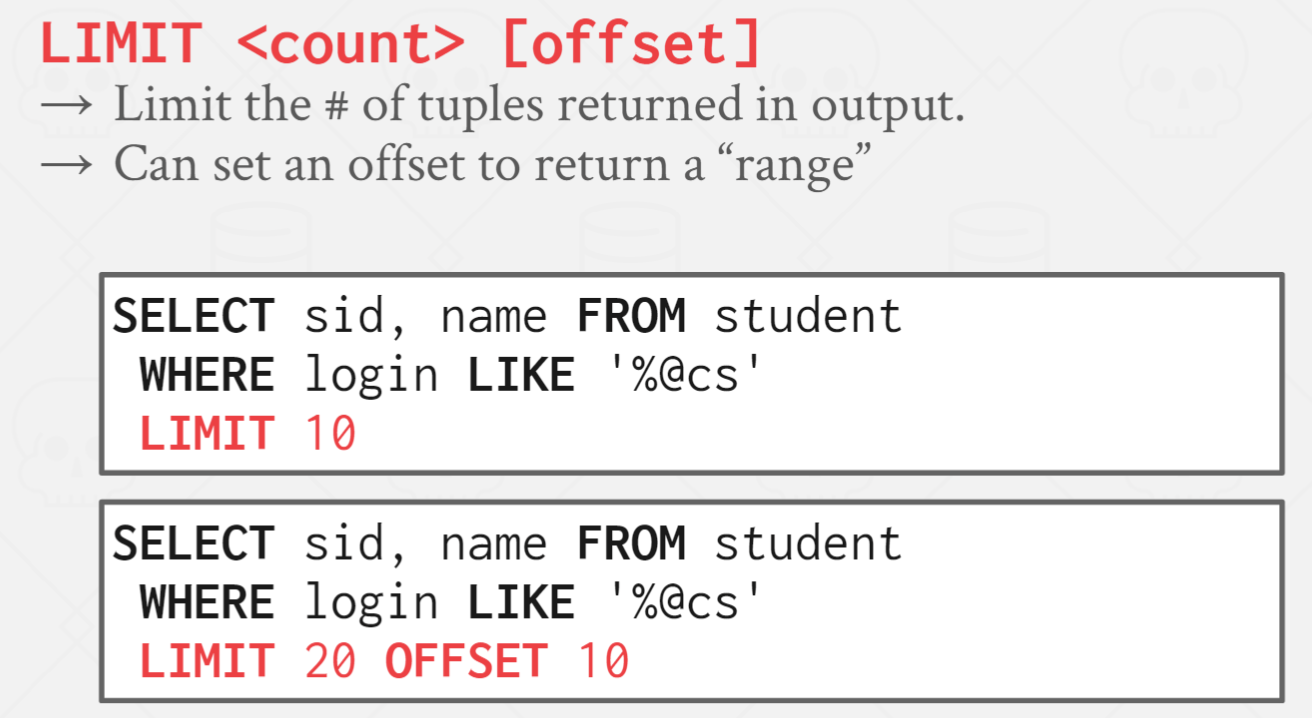 LIMIT <count> [offset]
→ Limit the # of tuples returned in output.
→ Can set an offset to return a “range”
SELECT sid, name FROM student
WHERE login LIKE '%@cs'
LIMIT 10
SELECT sid, name FROM student
WHERE login LIKE '%@cs'
LIMIT 20 OFFSET 10